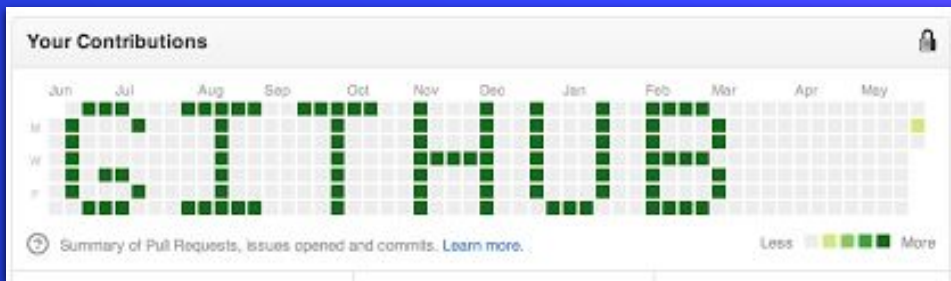 Your Contributions
Jun Jul Aug Sep Oct Nov Dec Jan Feb Mar Apr May
M
W
F
GITHUB
Summary of Pull Requests, issues opened and commits. Learn more.
Less More